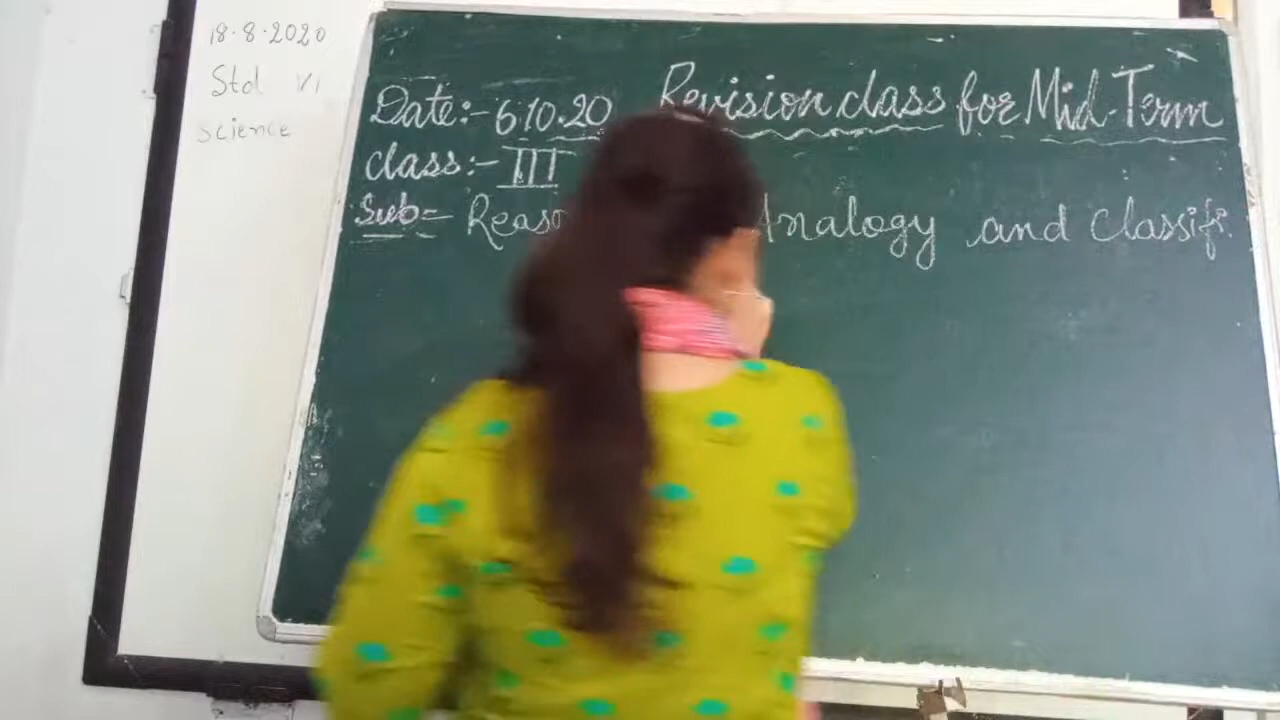 18.8.2020
Std VI
science
Date:- 6.10.20 Revision class for Mid-Term
class:- III
Sub:- Analogy and Classifi.